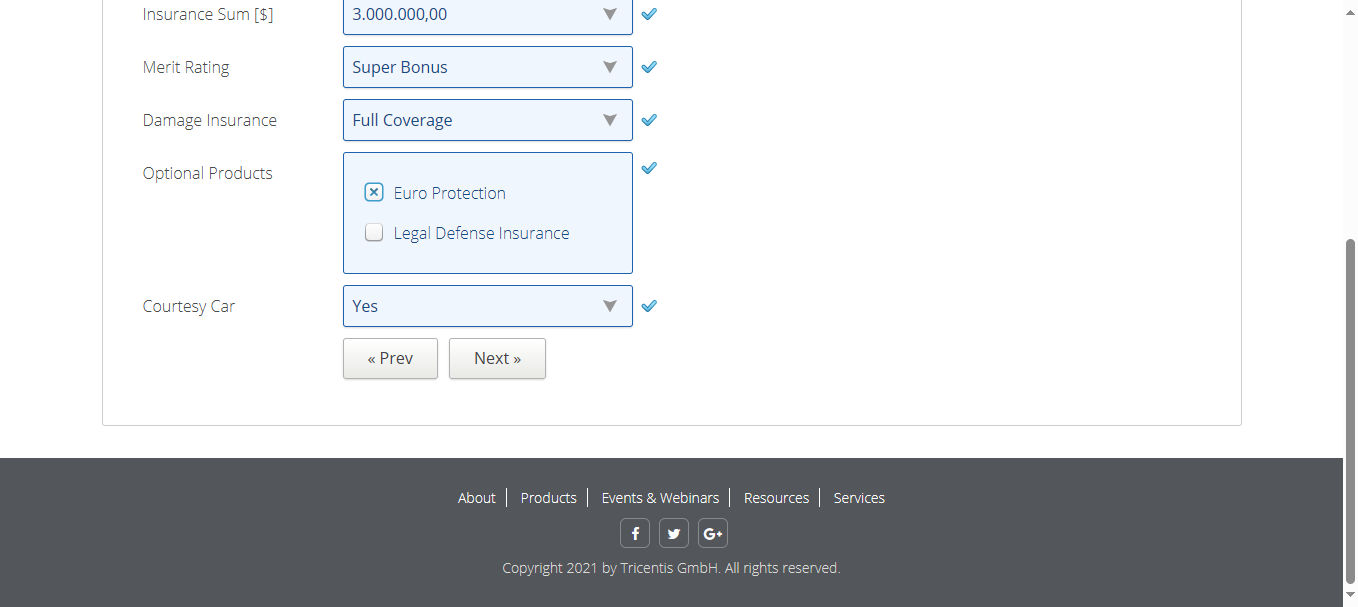 Insurance Sum [$] 3.000.000,00
Merit Rating Super Bonus
Damage Insurance Full Coverage
Optional Products
Euro Protection
Legal Defense Insurance
Courtesy Car Yes
« Prev Next »
About Products Events & Webinars Resources Services
f G+
Copyright 2021 by Tricentis GmbH. All rights reserved.